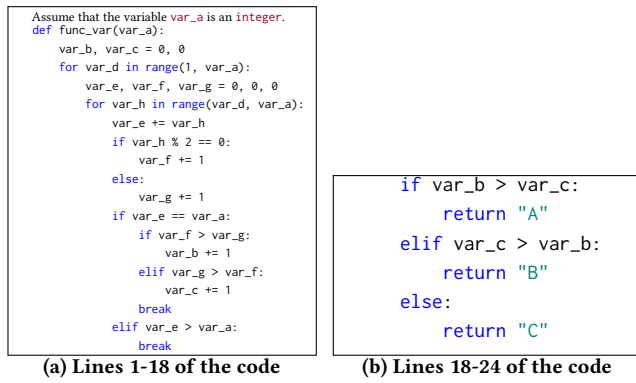 Assume that the variable var_a is an integer.
def func_var(var_a):
    var_b, var_c = 0, 0
    for var_d in range(1, var_a):
        var_e, var_f, var_g = 0, 0, 0
        for var_h in range(var_d, var_a):
            var_e += var_h
            if var_h % 2 == 0:
                var_f += 1
            else:
                var_g += 1
            if var_e == var_a:
                if var_f > var_g:
                    var_b += 1
                elif var_g > var_f:
                    var_c += 1
                break
            elif var_e > var_a:
                break
(a) Lines 1-18 of the code
if var_b > var_c:
    return "A"
elif var_c > var_b:
    return "B"
else:
    return "C"
(b) Lines 18-24 of the code